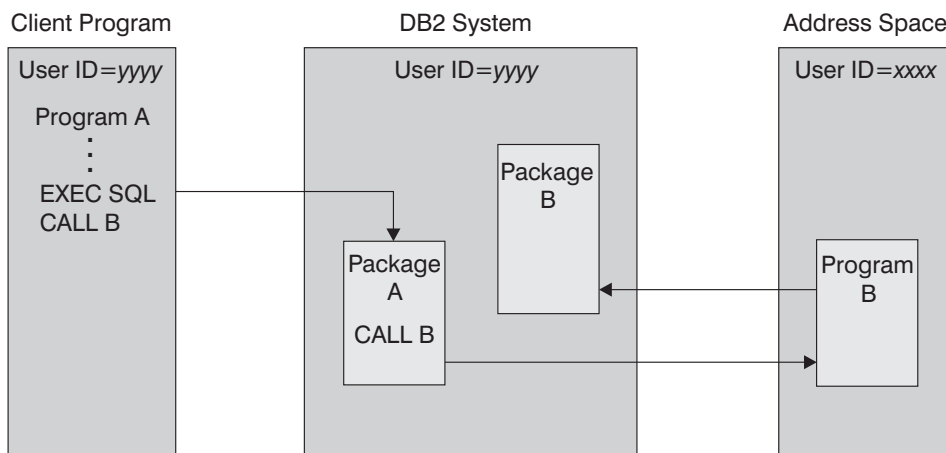 Client Program
DB2 System
Address Space
User ID=yyyy
User ID=yyyy
User ID=xxxx
Program A
.
.
.
EXEC SQL
CALL B
Package
B
Package
A
CALL B
Program
B